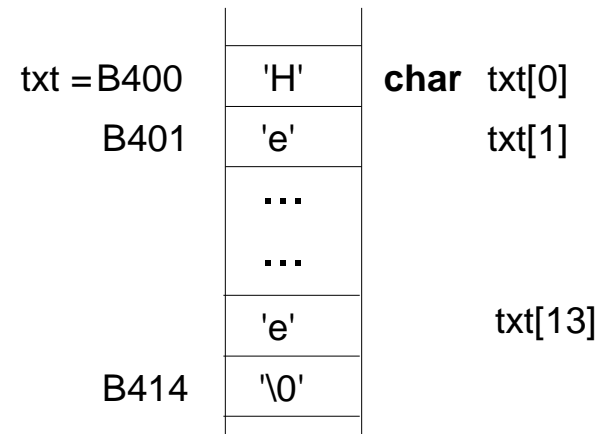 txt =B400 'H' char txt[0]
B401 'e' txt[1]
...
...
'e' txt[13]
B414 '\0'